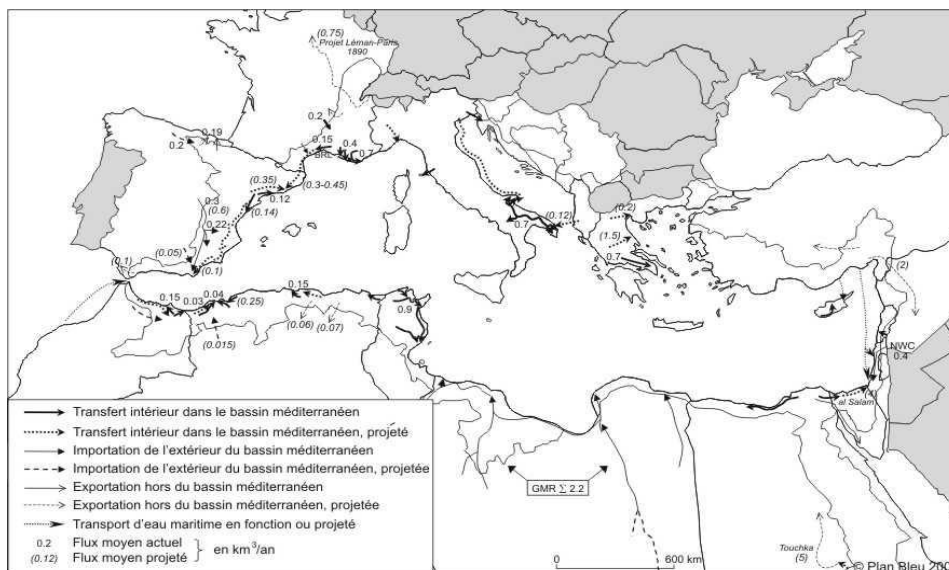 (0,75)
Projet Léman-Paris
1890
0.2
0.19
0.2
0.15
0.4
BRL
0.7
(0.35)
(0.3-0.45)
0.12
(0.14)
0.3
(0.6)
0.22
(0.05)
(0.1)
(0.1)
(0.12)
0.7
(0.2)
(1.5)
0.7
(2)
0.15
0.03
0.04
(0.25)
0.15
(0.06)
(0.07)
(0.015)
0.9
NWC
0.4
al Salam
GMR Σ 2.2
Touchka
(5)
Transfert intérieur dans le bassin méditerranéen
Transfert intérieur dans le bassin méditerranéen, projeté
Importation de l'extérieur du bassin méditerranéen
Importation de l'extérieur du bassin méditerranéen, projetée
Exportation hors du bassin méditerranéen
Exportation hors du bassin méditerranéen, projetée
Transport d'eau maritime en fonction ou projeté
0.2 Flux moyen actuel
(0.12) Flux moyen projeté
en km³/an
0 600 km
© Plan Bleu